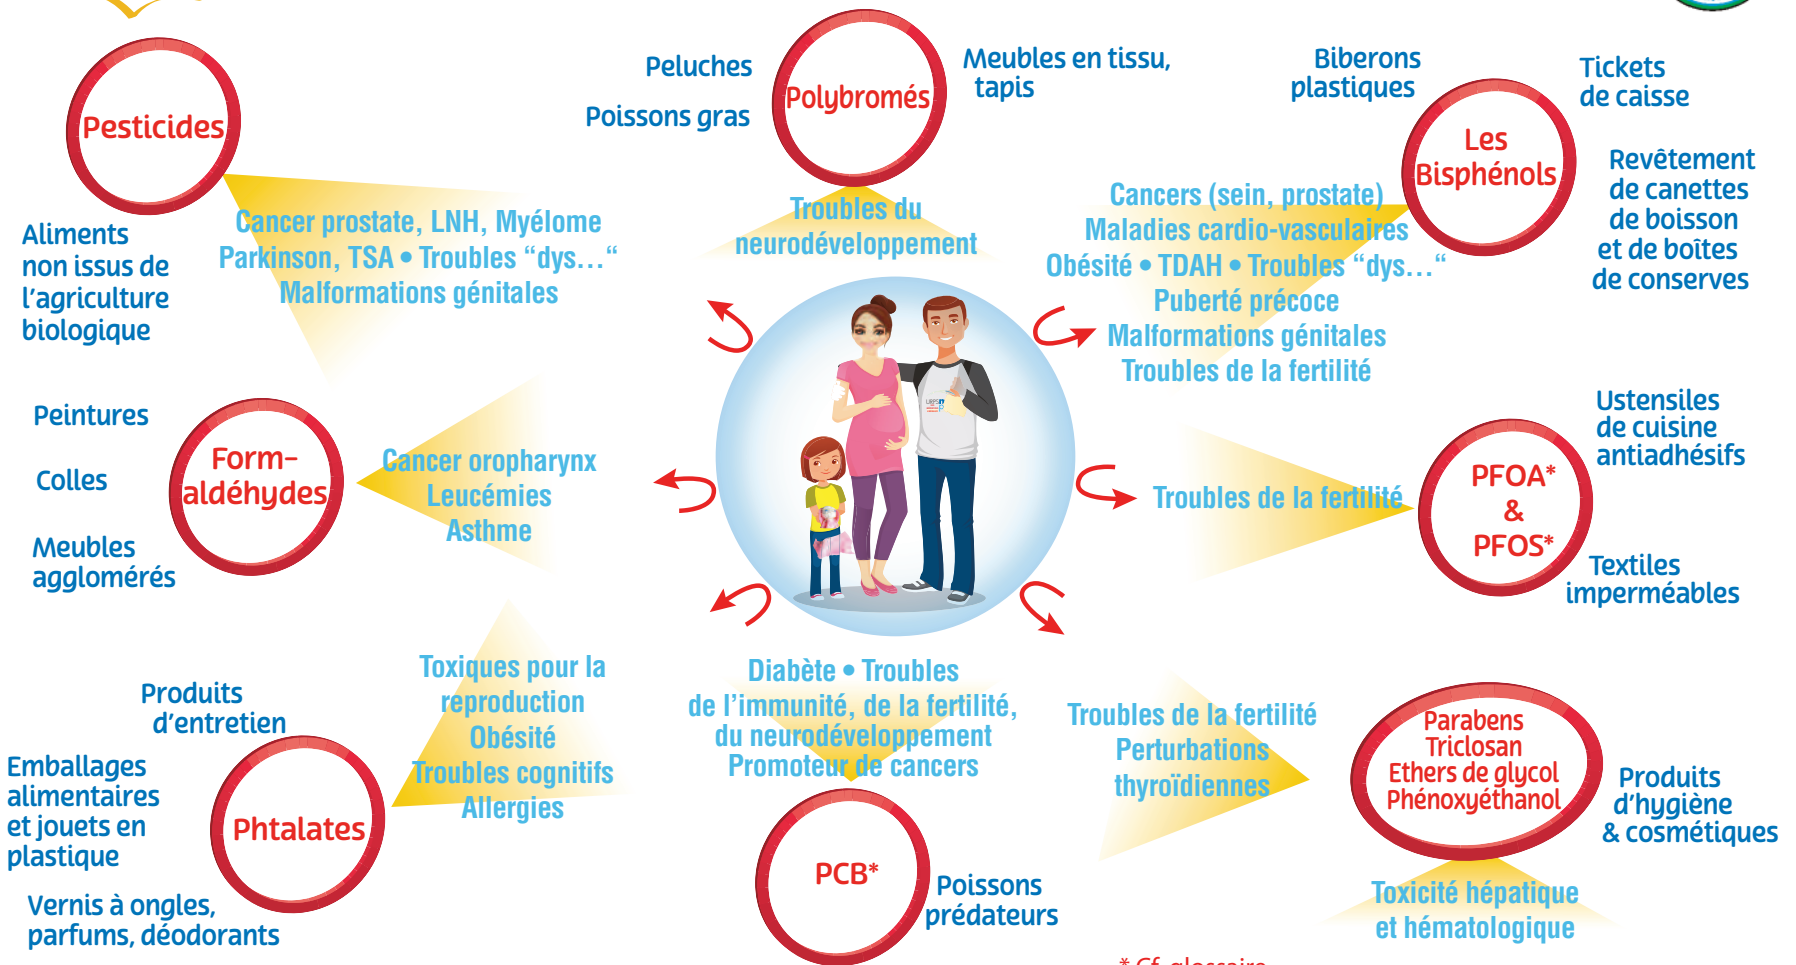 Peluches
Poissons gras
Polybromés
Meubles en tissu,
tapis
Troubles du
neurodéveloppement
Pesticides
Aliments
non issus de
l'agriculture
biologique
Cancer prostate, LNH, Myélome
Parkinson, TSA • Troubles “dys...“
Malformations génitales
Biberons
plastiques
Tickets
de caisse
Les
Bisphénols
Revêtement
de canettes
de boisson
et de boîtes
de conserves
Cancers (sein, prostate)
Maladies cardio-vasculaires
Obésité • TDAH • Troubles “dys...“
Puberté précoce
Malformations génitales
Troubles de la fertilité
Peintures
Colles
Meubles
agglomérés
Form-
aldéhydes
Cancer oropharynx
Leucémies
Asthme
Troubles de la fertilité
PFOA*
&
PFOS*
Ustensiles
de cuisine
antiadhésifs
Textiles
imperméables
Produits
d'entretien
Emballages
alimentaires
et jouets en
plastique
Vernis à ongles,
parfums, déodorants
Phtalates
Toxiques pour la
reproduction
Obésité
Troubles cognitifs
Allergies
Diabète • Troubles
de l'immunité, de la fertilité,
du neurodéveloppement
Promoteur de cancers
PCB*
Poissons
prédateurs
Troubles de la fertilité
Perturbations
thyroïdiennes
Parabens
Triclosan
Ethers de glycol
Phénoxyéthanol
Produits
d'hygiène
& cosmétiques
Toxicité hépatique
et hématologique
* Cf. glossaire